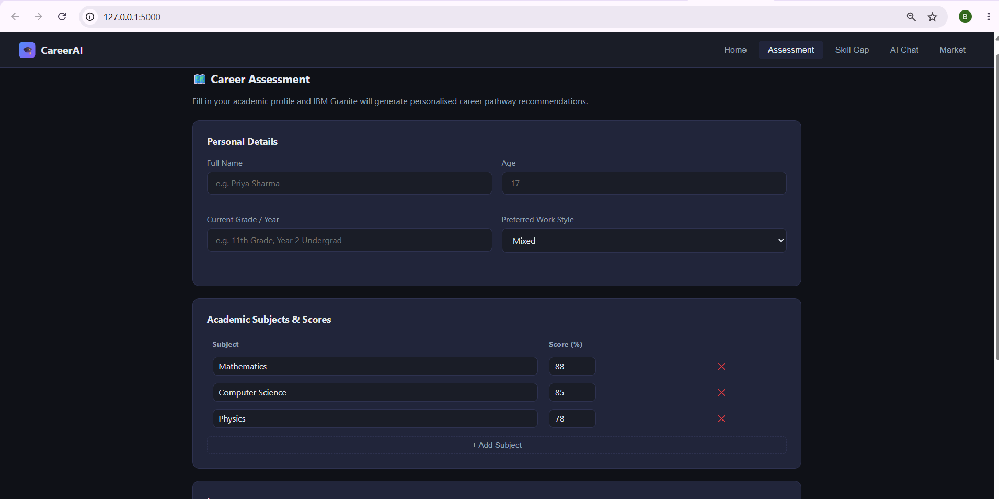 127.0.0.1:5000
B
CareerAI
Home
Assessment
Skill Gap
AI Chat
Market
Career Assessment
Fill in your academic profile and IBM Granite will generate personalised career pathway recommendations.
Personal Details
Full Name
Age
e.g. Priya Sharma
17
Current Grade / Year
Preferred Work Style
e.g. 11th Grade, Year 2 Undergrad
Mixed
Academic Subjects & Scores
Subject
Score (%)
Mathematics
88
Computer Science
85
Physics
78
+ Add Subject